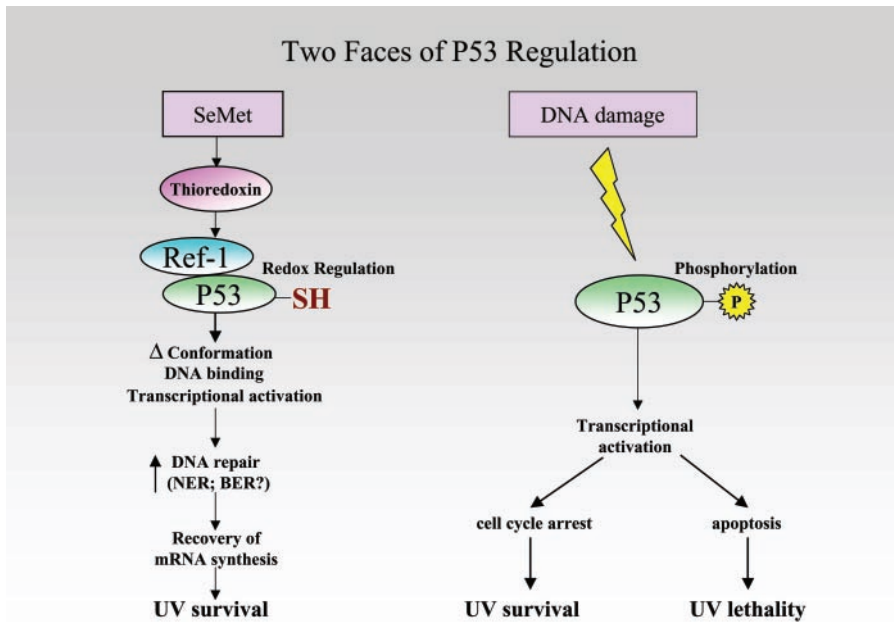 Two Faces of P53 Regulation
SeMet
Thioredoxin
Ref-1
Redox Regulation
P53
SH
Δ Conformation
DNA binding
Transcriptional activation
DNA repair
(NER; BER?)
Recovery of
mRNA synthesis
UV survival
DNA damage
Phosphorylation
P53
P
Transcriptional
activation
cell cycle arrest
apoptosis
UV survival
UV lethality